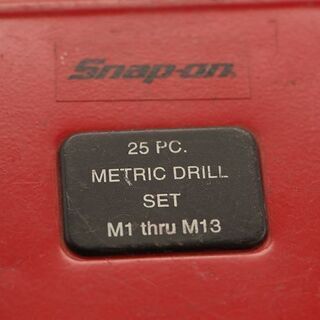 Snap-on
25 PC.
METRIC DRILL
SET
M1 thru M13